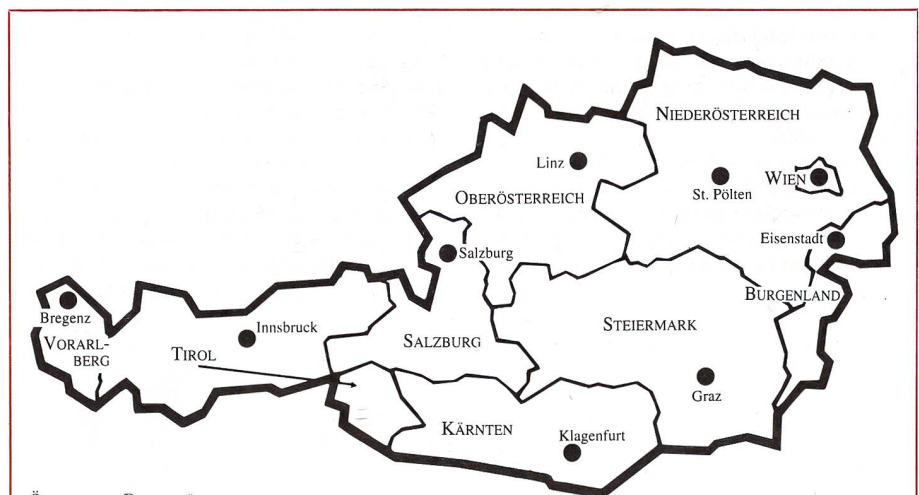 NIEDERÖSTERREICH
Linz
WIEN
St. Pölten
OBERÖSTERREICH
Eisenstadt
Salzburg
BURGENLAND
Bregenz
Innsbruck
STEIERMARK
VORARL-
BERG
TIROL
SALZBURG
Graz
KÄRNTEN
Klagenfurt